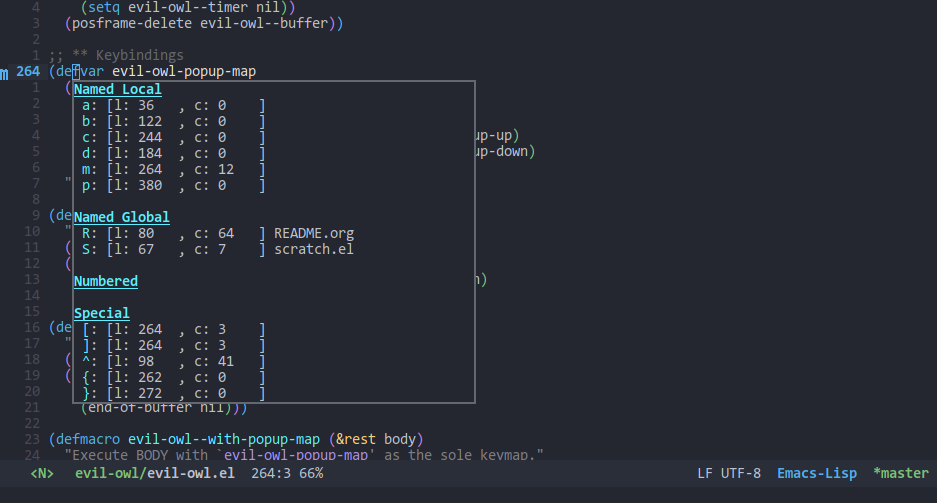 4 (setq evil-owl--timer nil))
3 (posframe-delete evil-owl--buffer))
2
1 ;; ** Keybindings
m 264 (defvar evil-owl-popup-map
1 ( Named Local
2 a: [l: 36 , c: 0 ]
3 b: [l: 122 , c: 0 ]
4 c: [l: 244 , c: 0 ] up-up)
5 d: [l: 184 , c: 0 ] up-down)
6 m: [l: 264 , c: 12 ]
7 " p: [l: 380 , c: 0 ]
8
9 (de Named Global
10 " R: [l: 80 , c: 64 ] README.org
11 ( S: [l: 67 , c: 7 ] scratch.el
12 (
13 Numbered n)
14
15 Special
16 (de [: [l: 264 , c: 3 ]
17 " ]: [l: 264 , c: 3 ]
18 ( ^: [l: 98 , c: 41 ]
19 ( {: [l: 262 , c: 0 ]
20 }: [l: 272 , c: 0 ]
21 (end-of-buffer nil)))
22
23 (defmacro evil-owl--with-popup-map (&rest body)
24 "Execute BODY with `evil-owl-popup-map' as the sole keymap."
<N> evil-owl/evil-owl.el 264:3 66% LF UTF-8 Emacs-Lisp *master